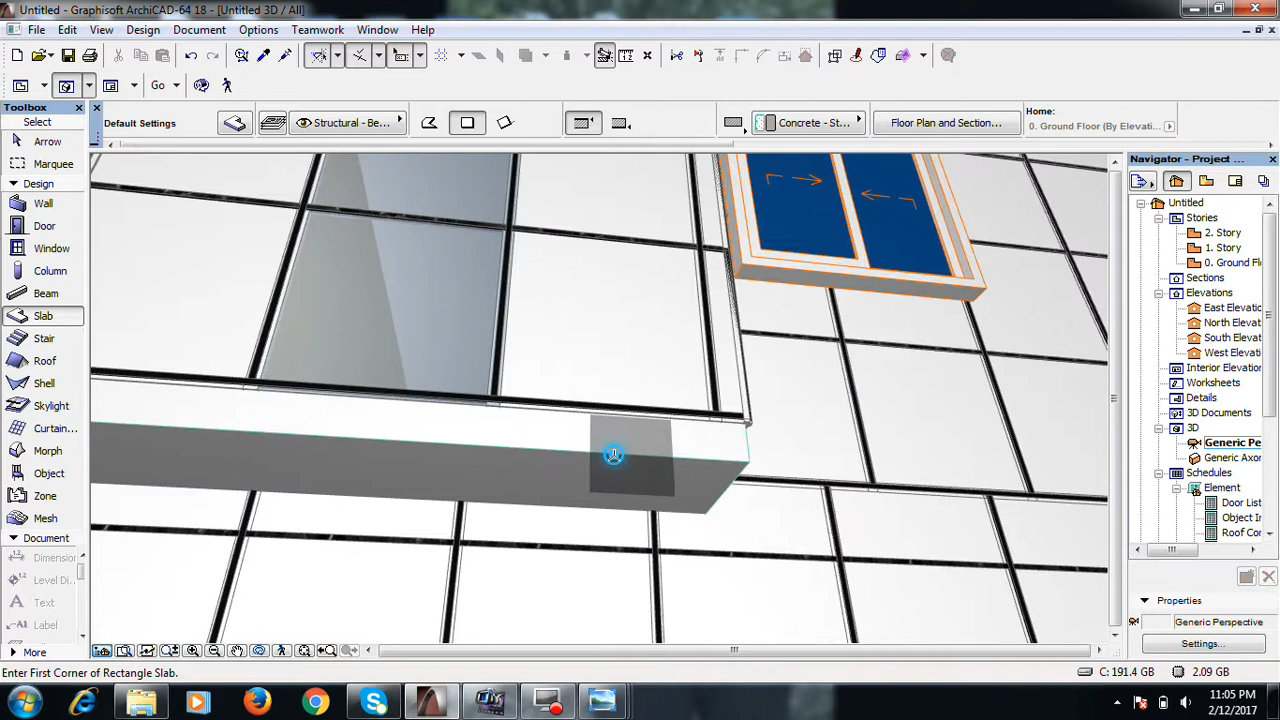 Untitled - Graphisoft ArchiCAD-64 18 - [Untitled 3D / All]
File Edit View Design Document Options Teamwork Window Help
Go
Toolbox
Select
Arrow
Marquee
Design
Wall
Door
Window
Column
Beam
Slab
Stair
Roof
Shell
Skylight
Curtain...
Morph
Object
Zone
Mesh
Document
Dimension
Level Di
Text
Label
More
Default Settings
Structural - Be...
Concrete - St...
Floor Plan and Section...
Home:
0. Ground Floor (By Elevati...
Navigator - Project ...
Untitled
Stories
2. Story
1. Story
0. Ground Fl
Sections
Elevations
East Elevatio
North Elevat
South Elevat
West Elevati
Interior Elevatio
Worksheets
Details
3D Documents
3D
Generic Pe
Generic Axon
Schedules
Element
Door List
Object In
Roof Cor
Properties
Generic Perspective
Settings...
Enter First Corner of Rectangle Slab.
C: 191.4 GB
2.09 GB
11:05 PM
2/12/2017